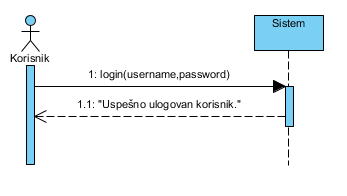 Sistem
Korisnik
1: login(username,password)
1.1: "Uspešno ulogovan korisnik."